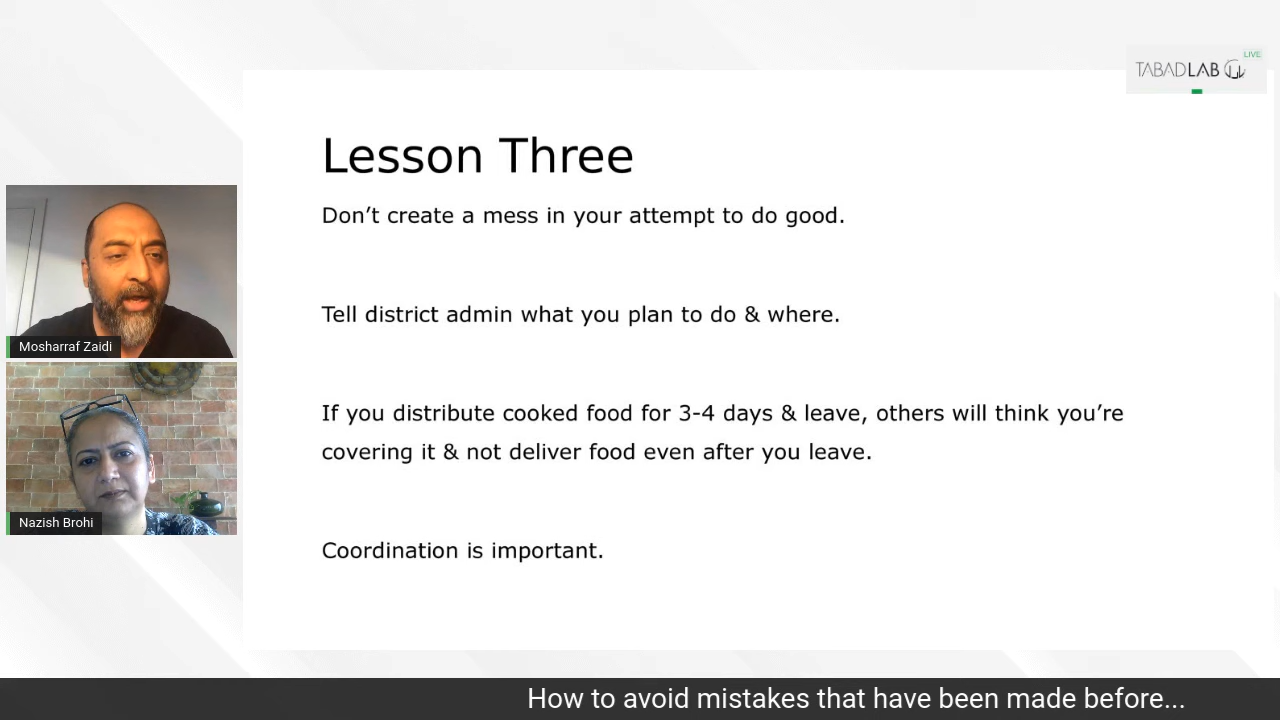 LIVE
TABADLAB
Lesson Three
Don’t create a mess in your attempt to do good.
Tell district admin what you plan to do & where.
If you distribute cooked food for 3-4 days & leave, others will think you’re
covering it & not deliver food even after you leave.
Coordination is important.
Mosharraf Zaidi
Nazish Brohi
How to avoid mistakes that have been made before...